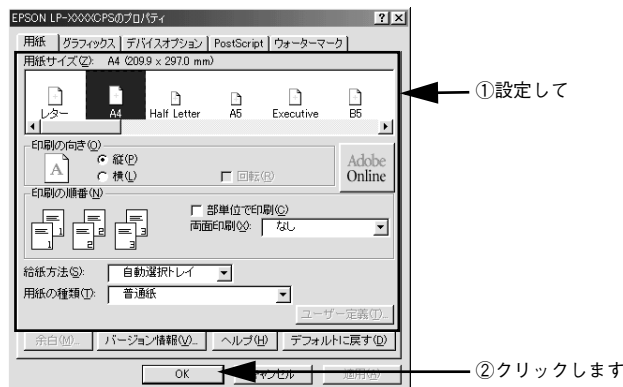 EPSON LP-XXXXCPSのプロパティ
用紙 グラフィックス デバイスオプション PostScript ウォーターマーク
用紙サイズ(Z): A4 (209.9 x 297.0 mm)
レター A4 Half Letter A5 Executive B5
①設定して
印刷の向き(O)
A 縦(P)
横(L) 回転(R)
Adobe Online
印刷の順番(N)
1 1 2 2 3 3
部単位で印刷(C)
両面印刷(X): なし
給紙方法(S): 自動選択トレイ
用紙の種類(T): 普通紙
ユーザー定義(T)...
余白(M)... バージョン情報(V)... ヘルプ(H) デフォルトに戻す(D)
OK キャンセル 適用(A)
②クリックします